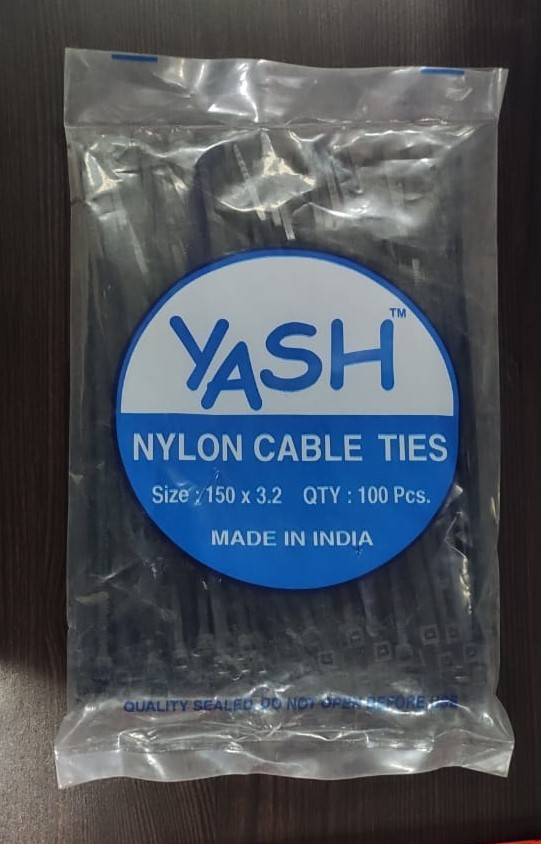 YASH™
NYLON CABLE TIES
Size : 150 x 3.2 QTY : 100 Pcs.
MADE IN INDIA
QUALITY SEALED DO NOT OPEN BEFORE USE